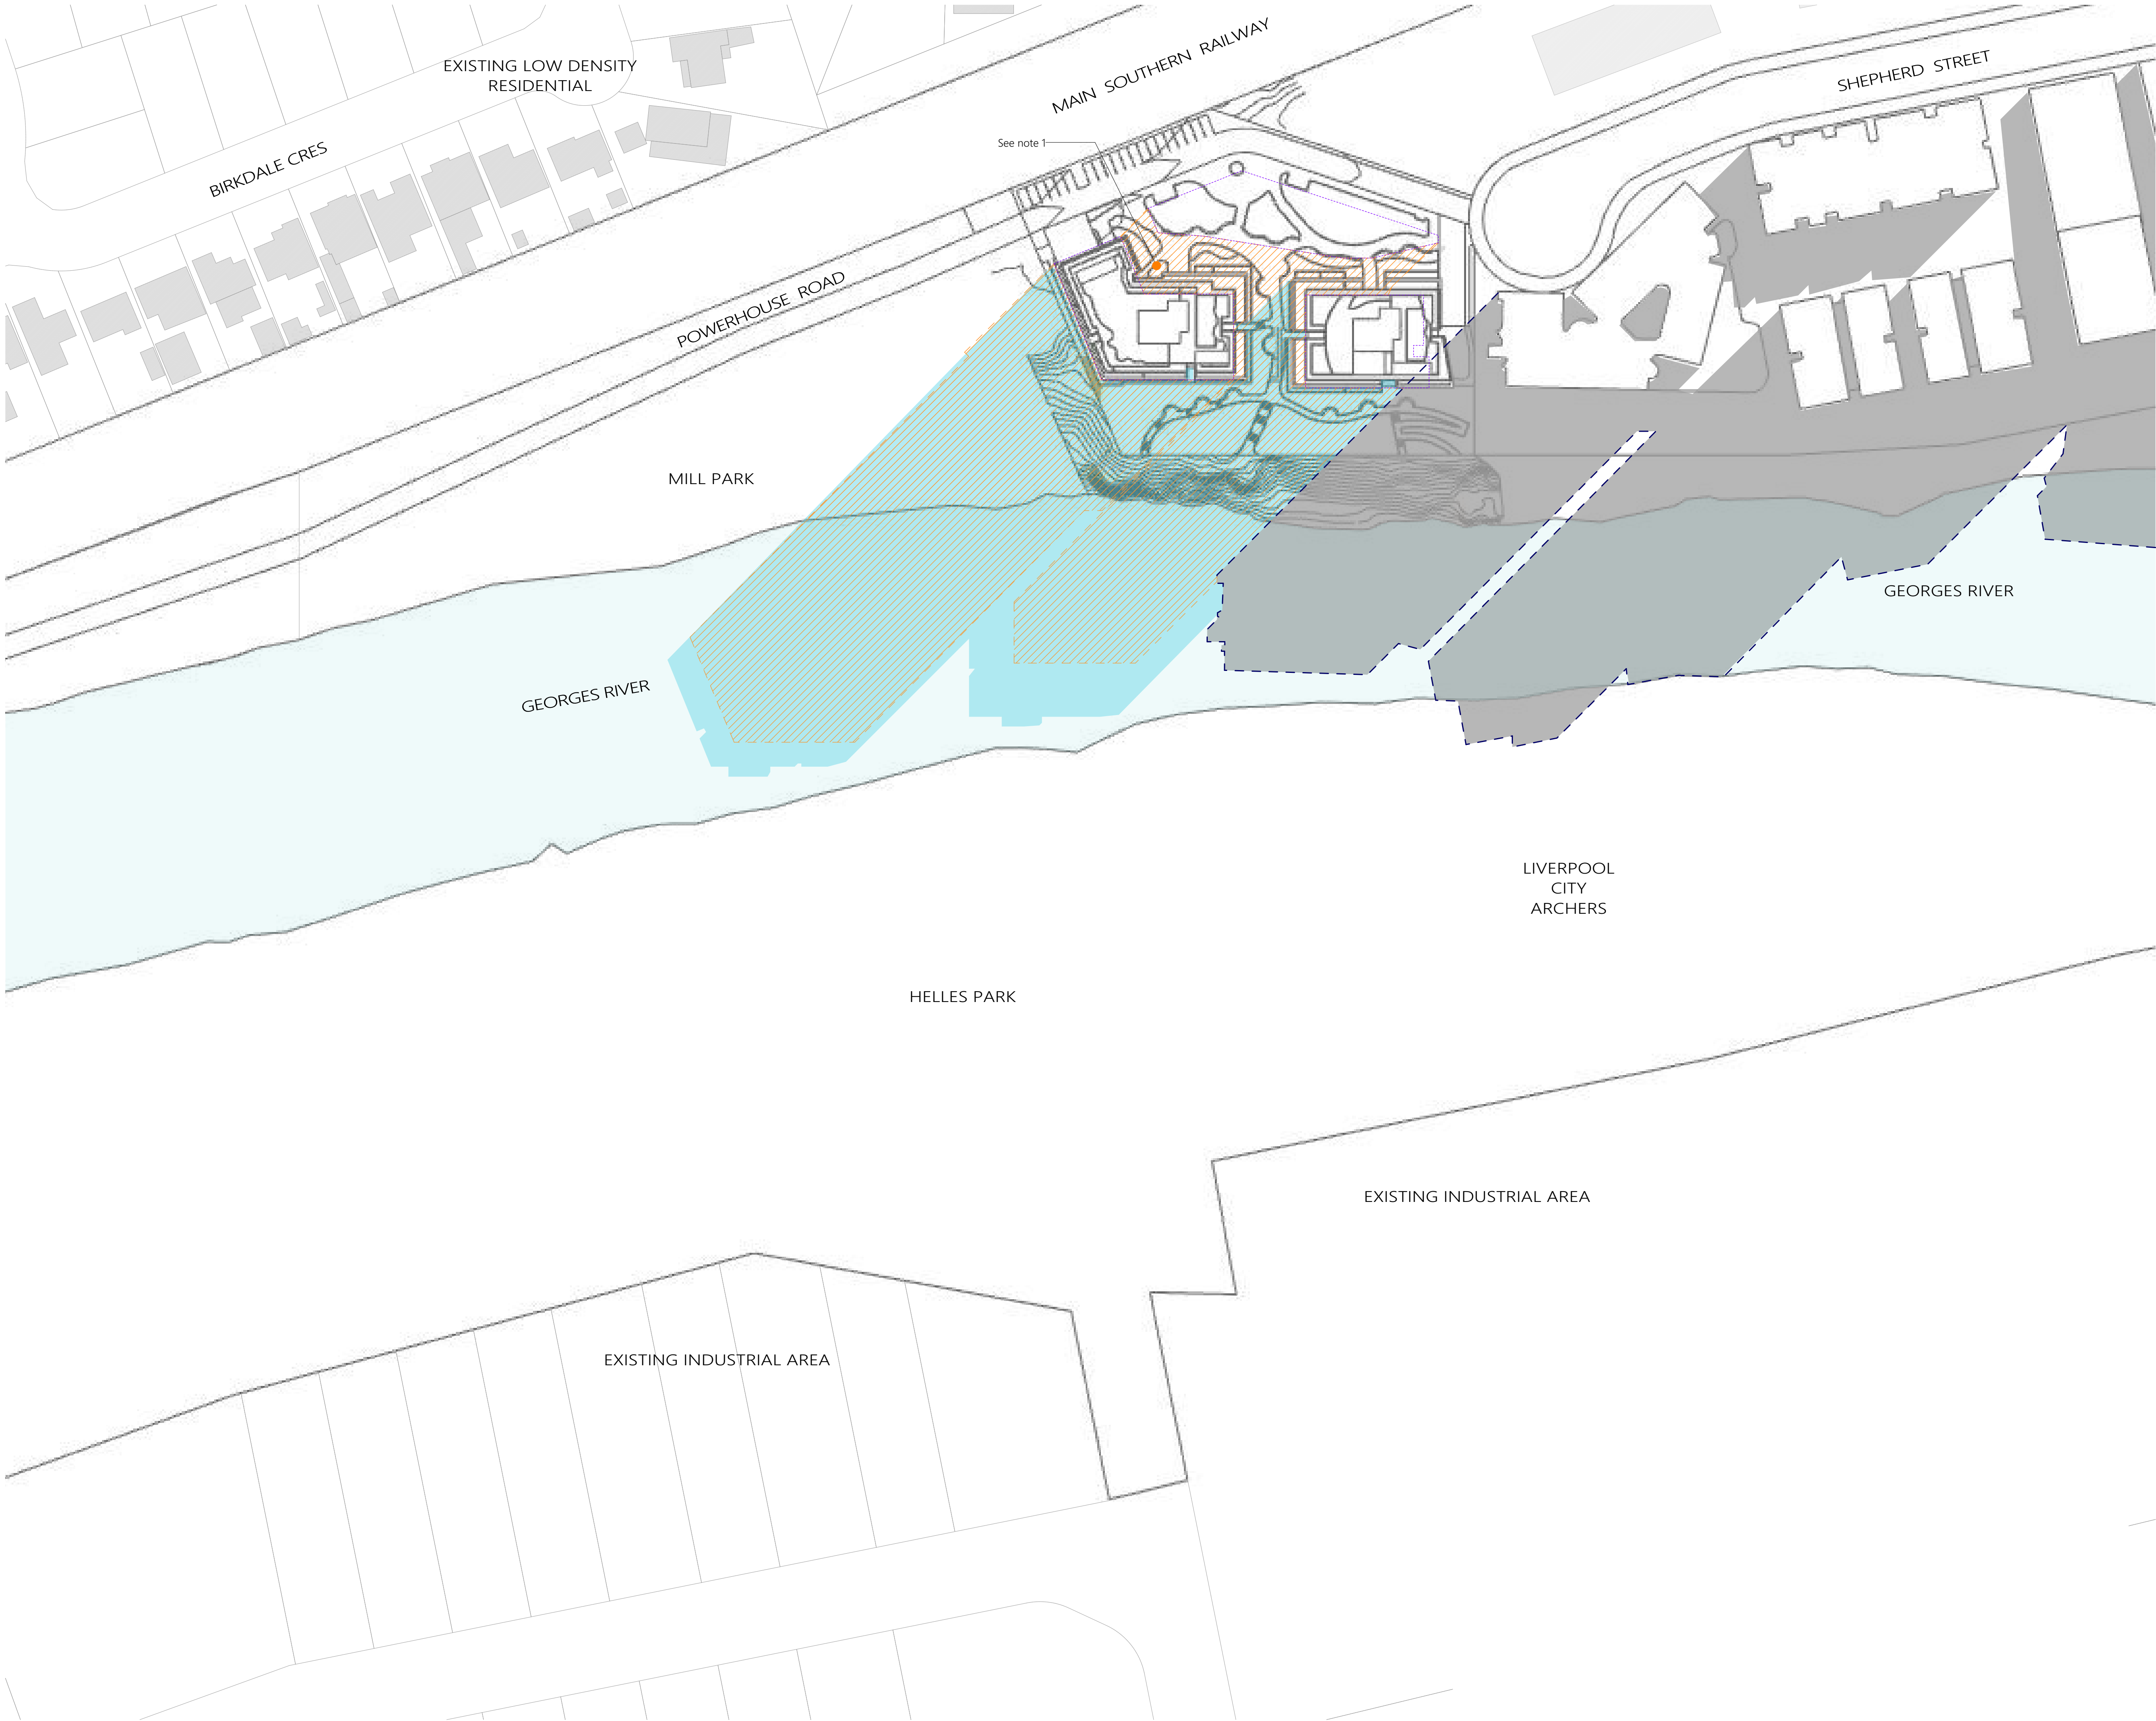 EXISTING LOW DENSITY
RESIDENTIAL
MAIN SOUTHERN RAILWAY
SHEPHERD STREET
See note 1
BIRKDALE CRES
POWERHOUSE ROAD
MILL PARK
GEORGES RIVER
GEORGES RIVER
LIVERPOOL
CITY
ARCHERS
HELLES PARK
EXISTING INDUSTRIAL AREA
EXISTING INDUSTRIAL AREA